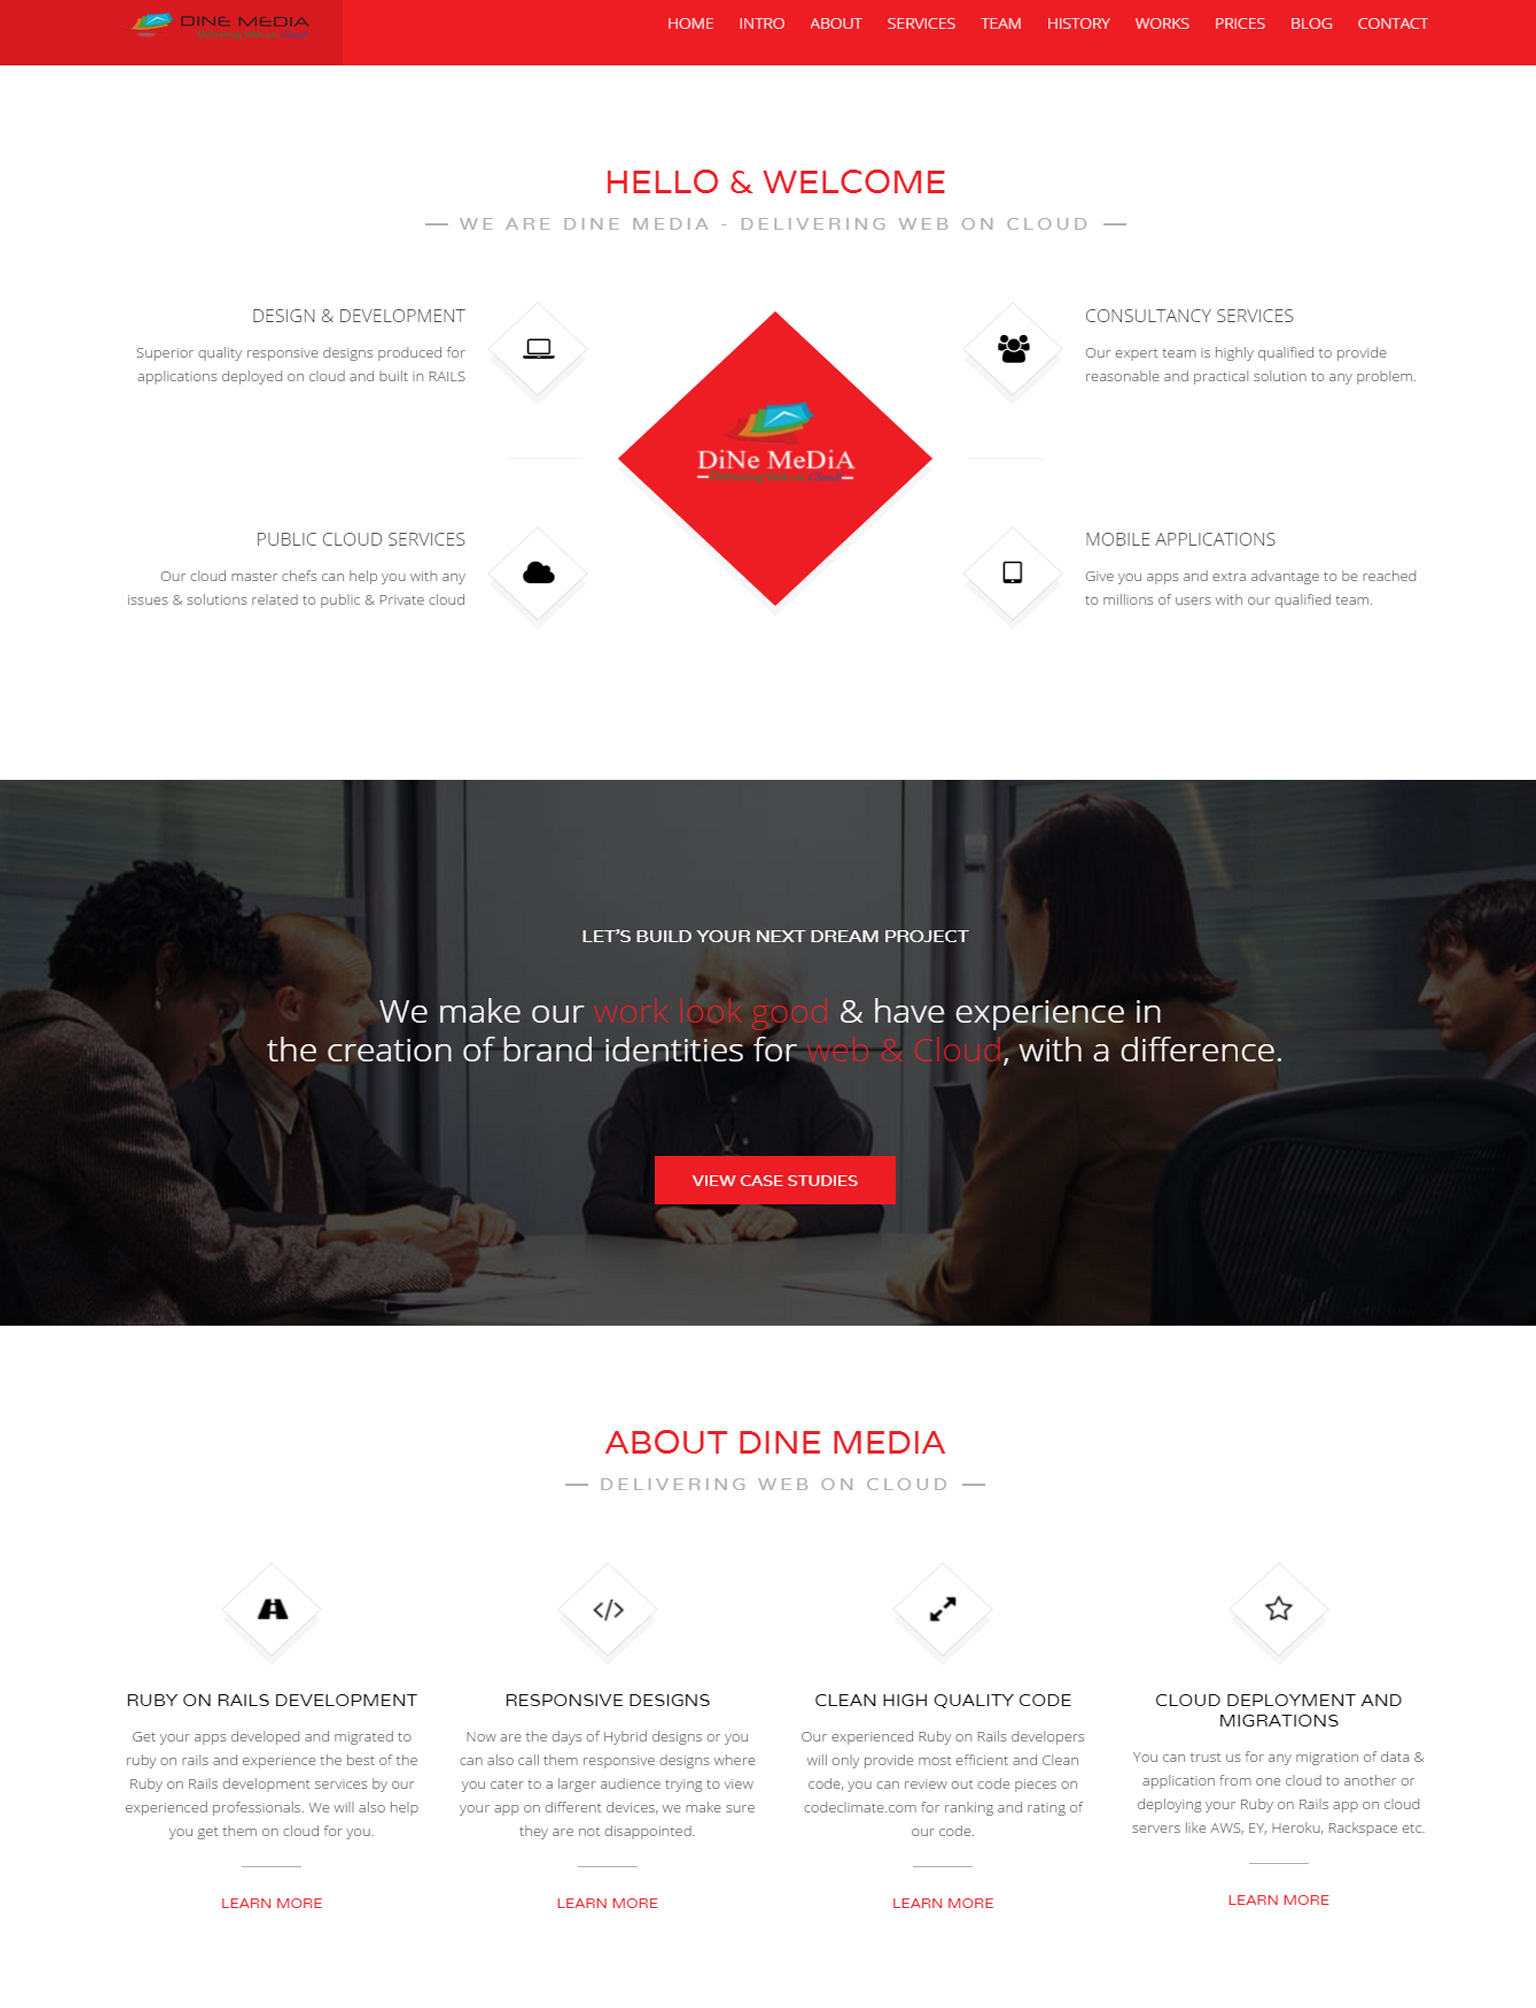 DINE MEDIA
Delivering Web on Cloud
HOME INTRO ABOUT SERVICES TEAM HISTORY WORKS PRICES BLOG CONTACT
HELLO & WELCOME
— WE ARE DINE MEDIA - DELIVERING WEB ON CLOUD —
DESIGN & DEVELOPMENT
Superior quality responsive designs produced for
applications deployed on cloud and built in RAILS
CONSULTANCY SERVICES
Our expert team is highly qualified to provide
reasonable and practical solution to any problem.
DiNe MeDiA
Delivering Web on Cloud
PUBLIC CLOUD SERVICES
Our cloud master chefs can help you with any
issues & solutions related to public & Private cloud
MOBILE APPLICATIONS
Give you apps and extra advantage to be reached
to millions of users with our qualified team.
LET'S BUILD YOUR NEXT DREAM PROJECT
We make our work look good & have experience in
the creation of brand identities for web & Cloud, with a difference.
VIEW CASE STUDIES
ABOUT DINE MEDIA
— DELIVERING WEB ON CLOUD —
RUBY ON RAILS DEVELOPMENT
Get your apps developed and migrated to
ruby on rails and experience the best of the
Ruby on Rails development services by our
experienced professionals. We will also help
you get them on cloud for you.
LEARN MORE
RESPONSIVE DESIGNS
Now are the days of Hybrid designs or you
can also call them responsive designs where
you cater to a larger audience trying to view
your app on different devices, we make sure
they are not disappointed.
LEARN MORE
CLEAN HIGH QUALITY CODE
Our experienced Ruby on Rails developers
will only provide most efficient and Clean
code, you can review out code pieces on
codeclimate.com for ranking and rating of
our code.
LEARN MORE
CLOUD DEPLOYMENT AND
MIGRATIONS
You can trust us for any migration of data &
application from one cloud to another or
deploying your Ruby on Rails app on cloud
servers like AWS, EY, Heroku, Rackspace etc.
LEARN MORE